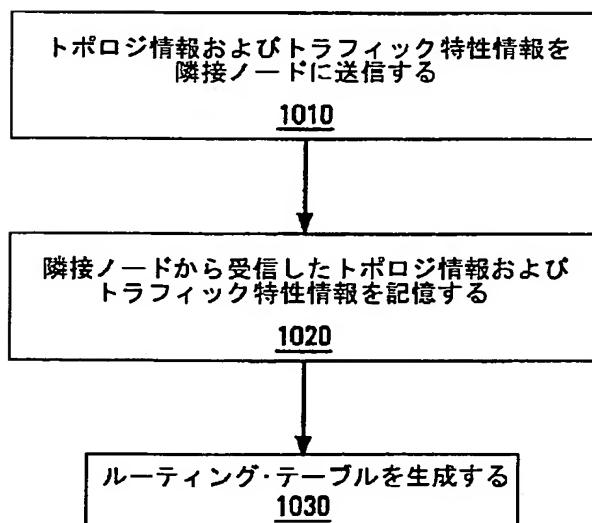 トポロジ情報およびトラフィック特性情報を
隣接ノードに送信する
1010
隣接ノードから受信したトポロジ情報および
トラフィック特性情報を記憶する
1020
ルーティング・テーブルを生成する
1030